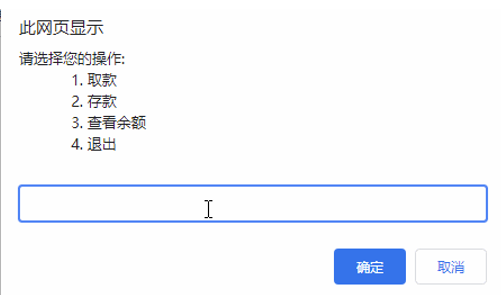 此网页显示
请选择您的操作:
1. 取款
2. 存款
3. 查看余额
4. 退出
确定
取消